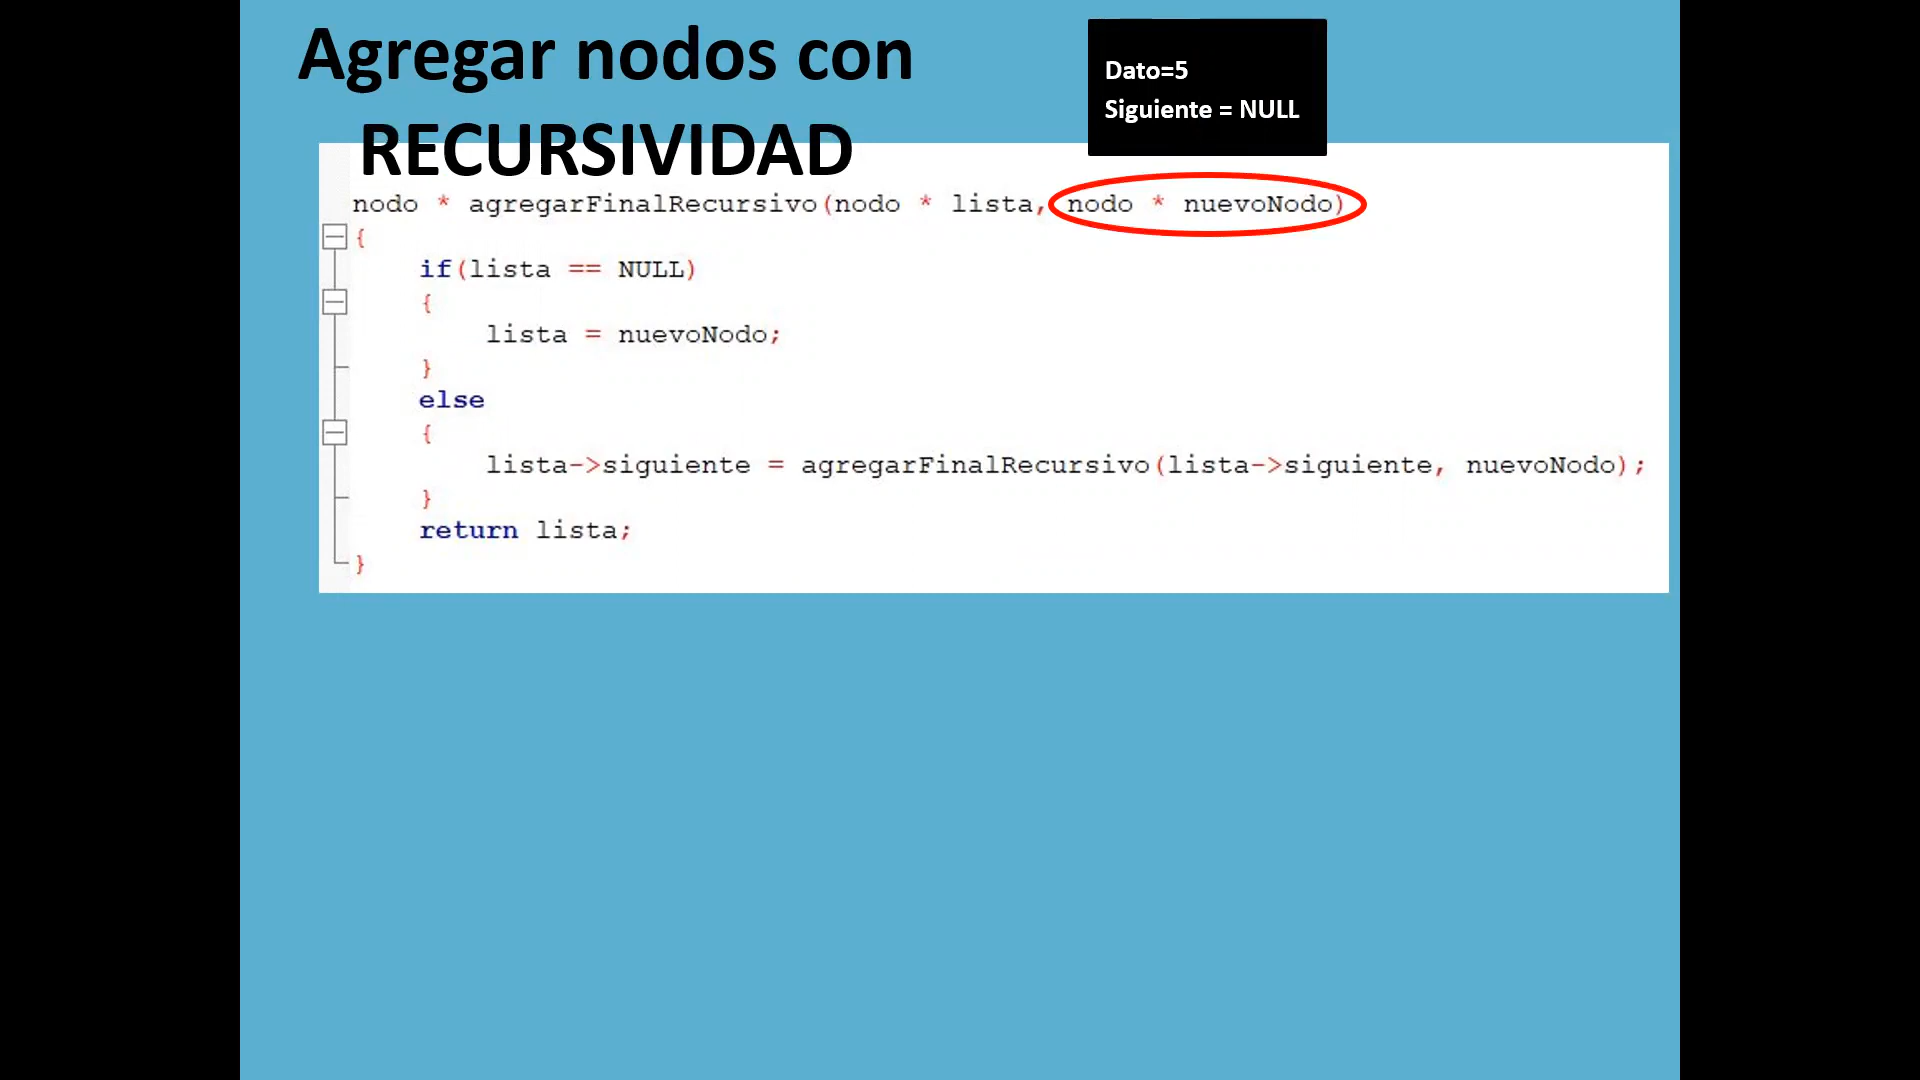 Agregar nodos con
RECURSIVIDAD
Dato=5
Siguiente = NULL
nodo * agregarFinalRecursivo(nodo * lista, nodo * nuevoNodo)
{
if(lista == NULL)
{
lista = nuevoNodo;
}
else
{
lista->siguiente = agregarFinalRecursivo(lista->siguiente, nuevoNodo);
}
return lista;
}